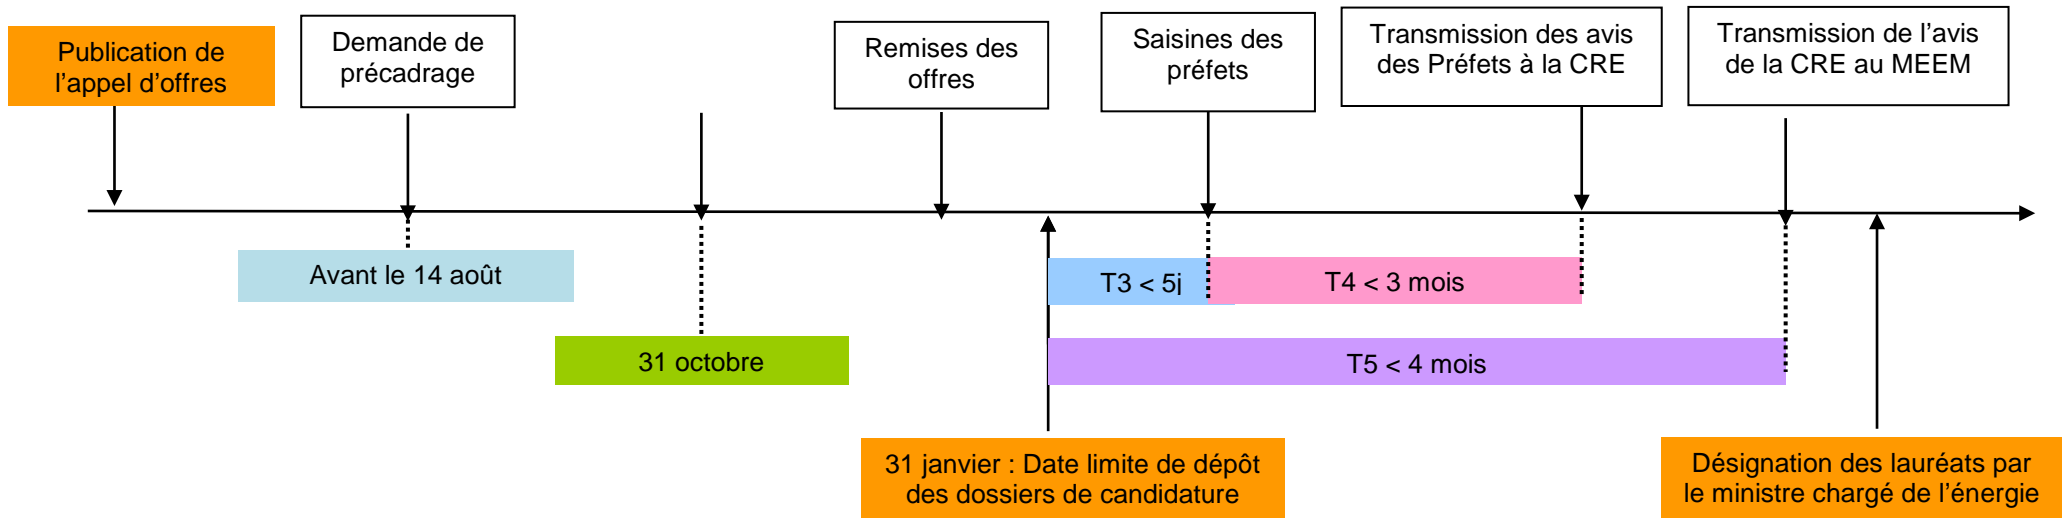 Publication de
l'appel d'offres
Demande de
précadrage
Remises des
offres
Saisines des
préfets
Transmission des avis
des Préfets à la CRE
Transmission de l'avis
de la CRE au MEEM
Avant le 14 août
T3 < 5j
T4 < 3 mois
31 octobre
T5 < 4 mois
31 janvier : Date limite de dépôt
des dossiers de candidature
Désignation des lauréats par
le ministre chargé de l'énergie